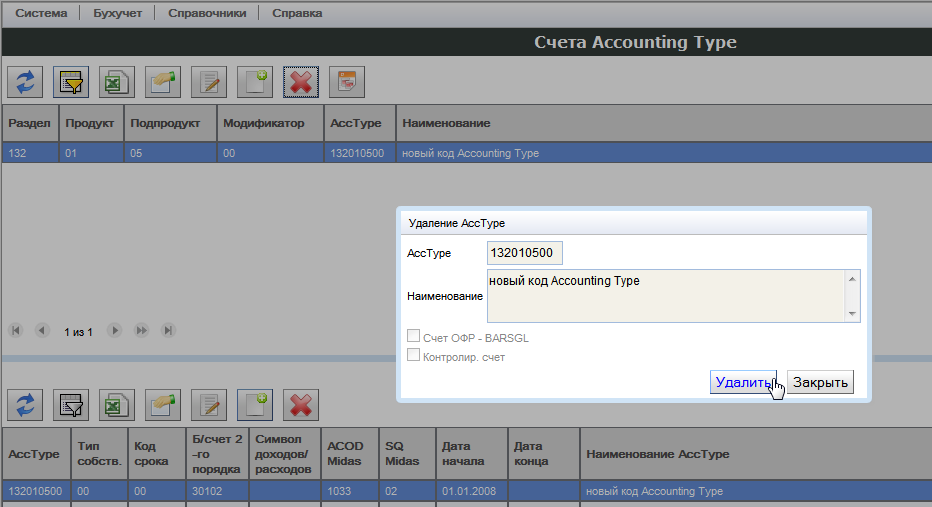 Система Бухучет Справочники Справка
Счета Accounting Type
Раздел Продукт Подпродукт Модификатор AccType Наименование
132 01 05 00 132010500 новый код Accounting Type
Удаление AccType
AccType 132010500
Наименование новый код Accounting Type
Счет ОФР - BARSGL
Контролир. счет
Удалить Закрыть
1 из 1
AccType Тип собств. Код срока Б/счет 2 -го порядка Символ доходов/ расходов ACOD Midas SQ Midas Дата начала Дата конца Наименование AccType
132010500 00 00 30102 1033 02 01.01.2008 новый код Accounting Type